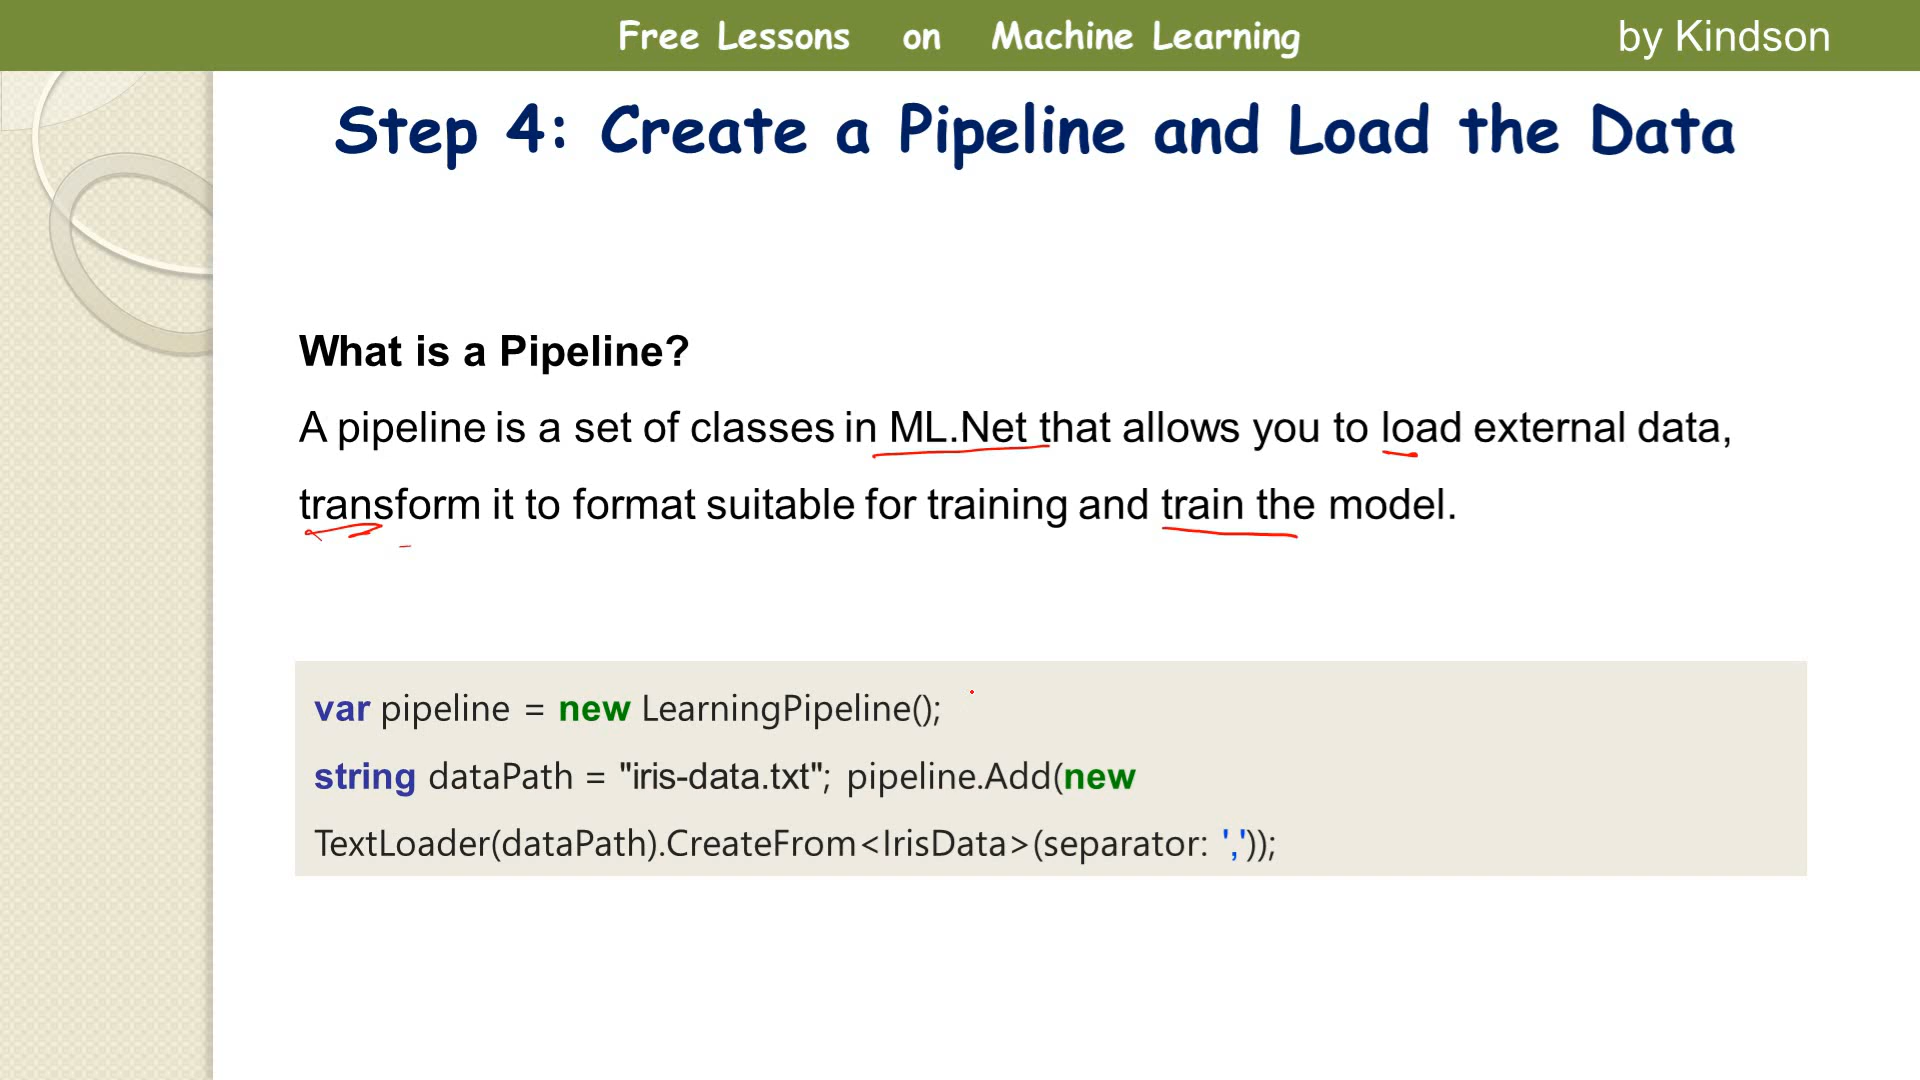 Free Lessons on Machine Learning by Kindson
Step 4: Create a Pipeline and Load the Data
What is a Pipeline?
A pipeline is a set of classes in ML.Net that allows you to load external data,
transform it to format suitable for training and train the model.
var pipeline = new LearningPipeline();
string dataPath = "iris-data.txt"; pipeline.Add(new
TextLoader(dataPath).CreateFrom<IrisData>(separator: ','));